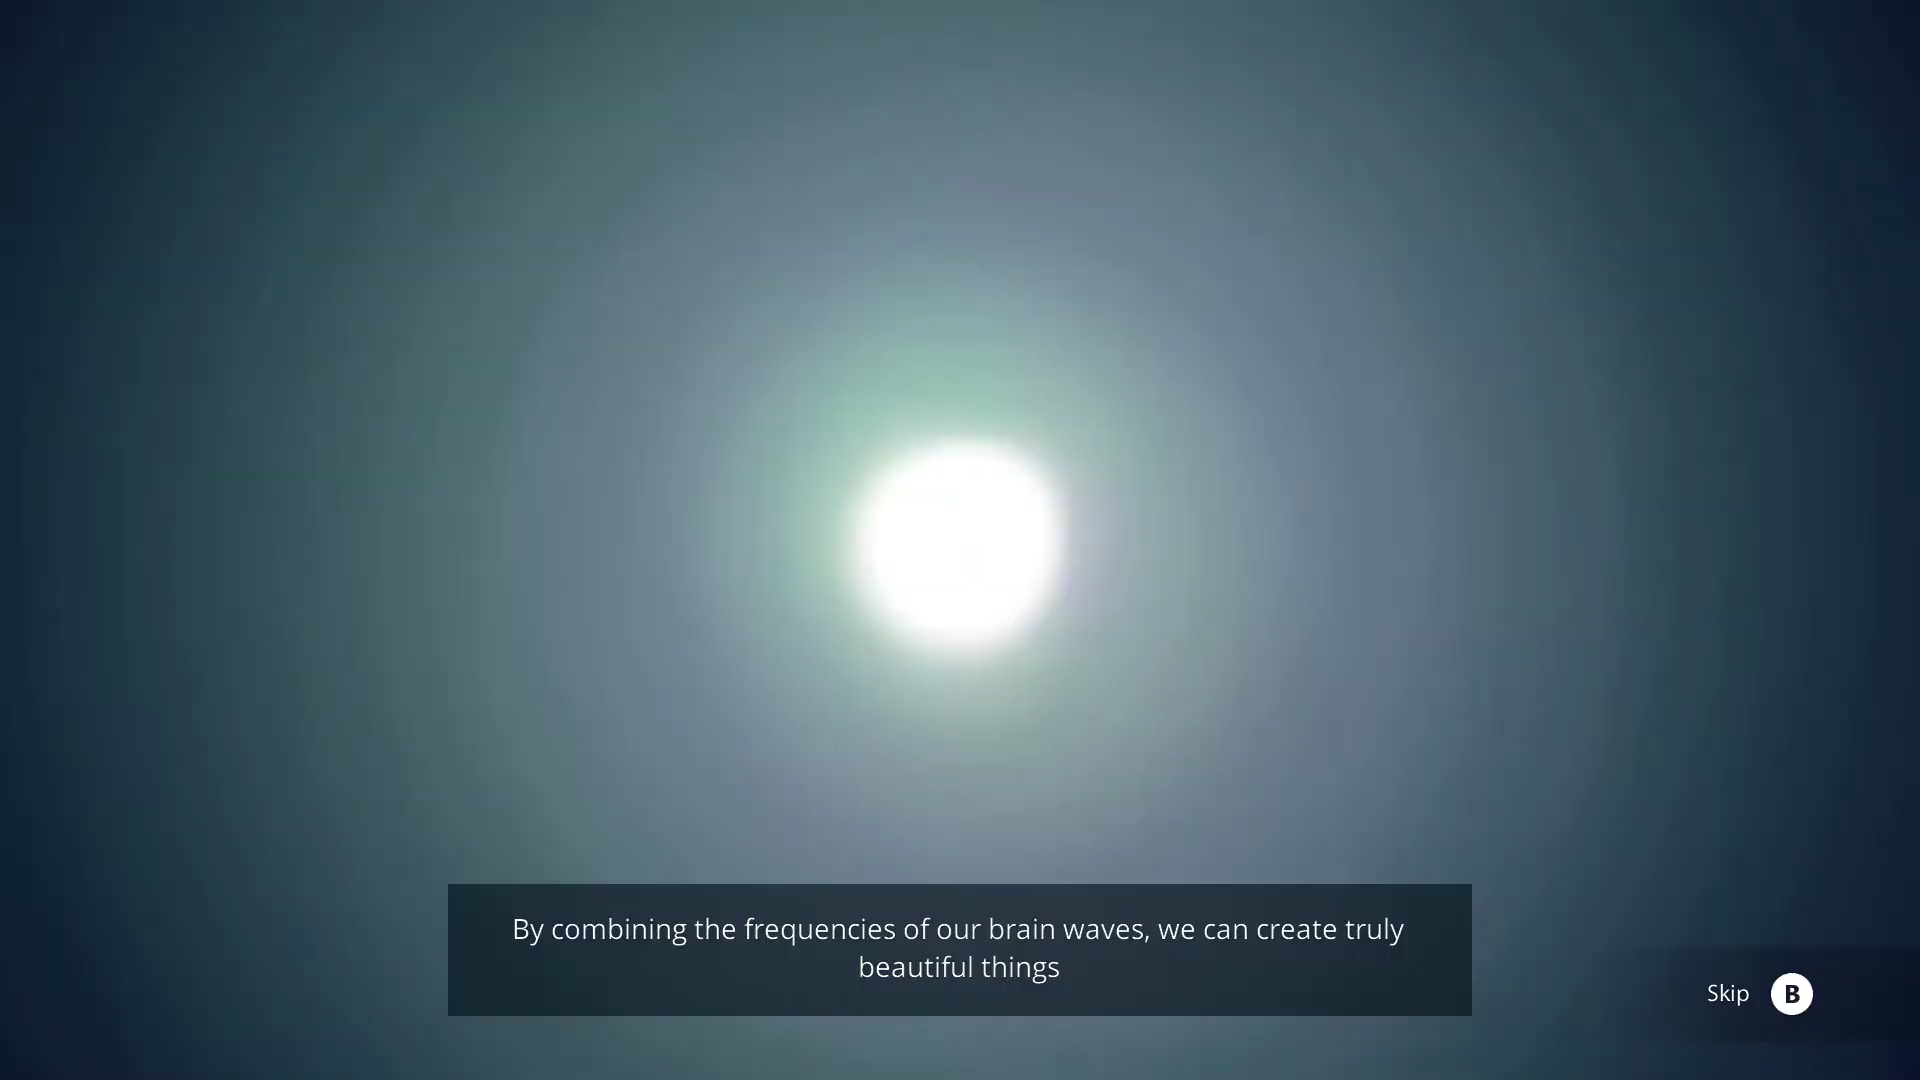 By combining the frequencies of our brain waves, we can create truly
beautiful things
Skip B